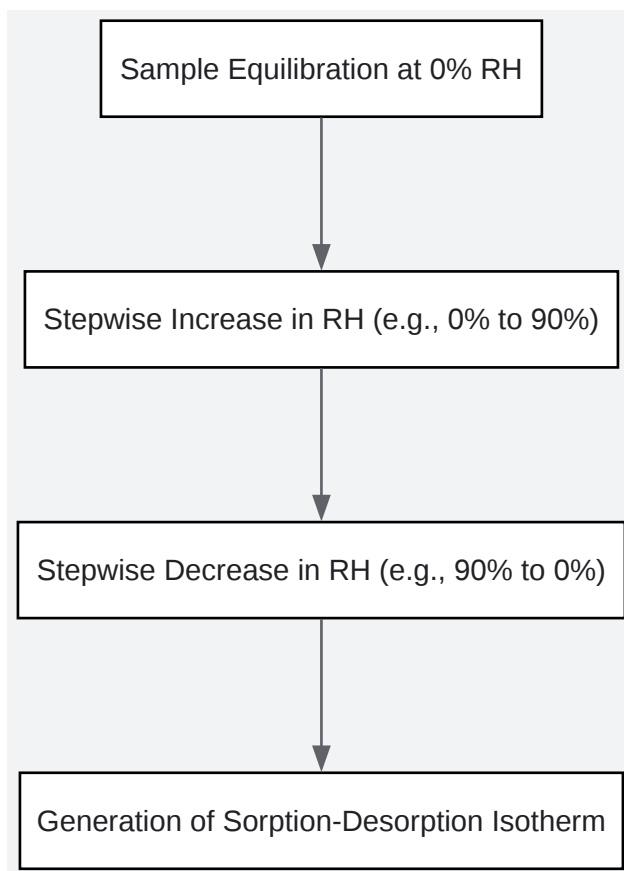 Sample Equilibration at 0% RH
Stepwise Increase in RH (e.g., 0% to 90%)
Stepwise Decrease in RH (e.g., 90% to 0%)
Generation of Sorption-Desorption Isotherm